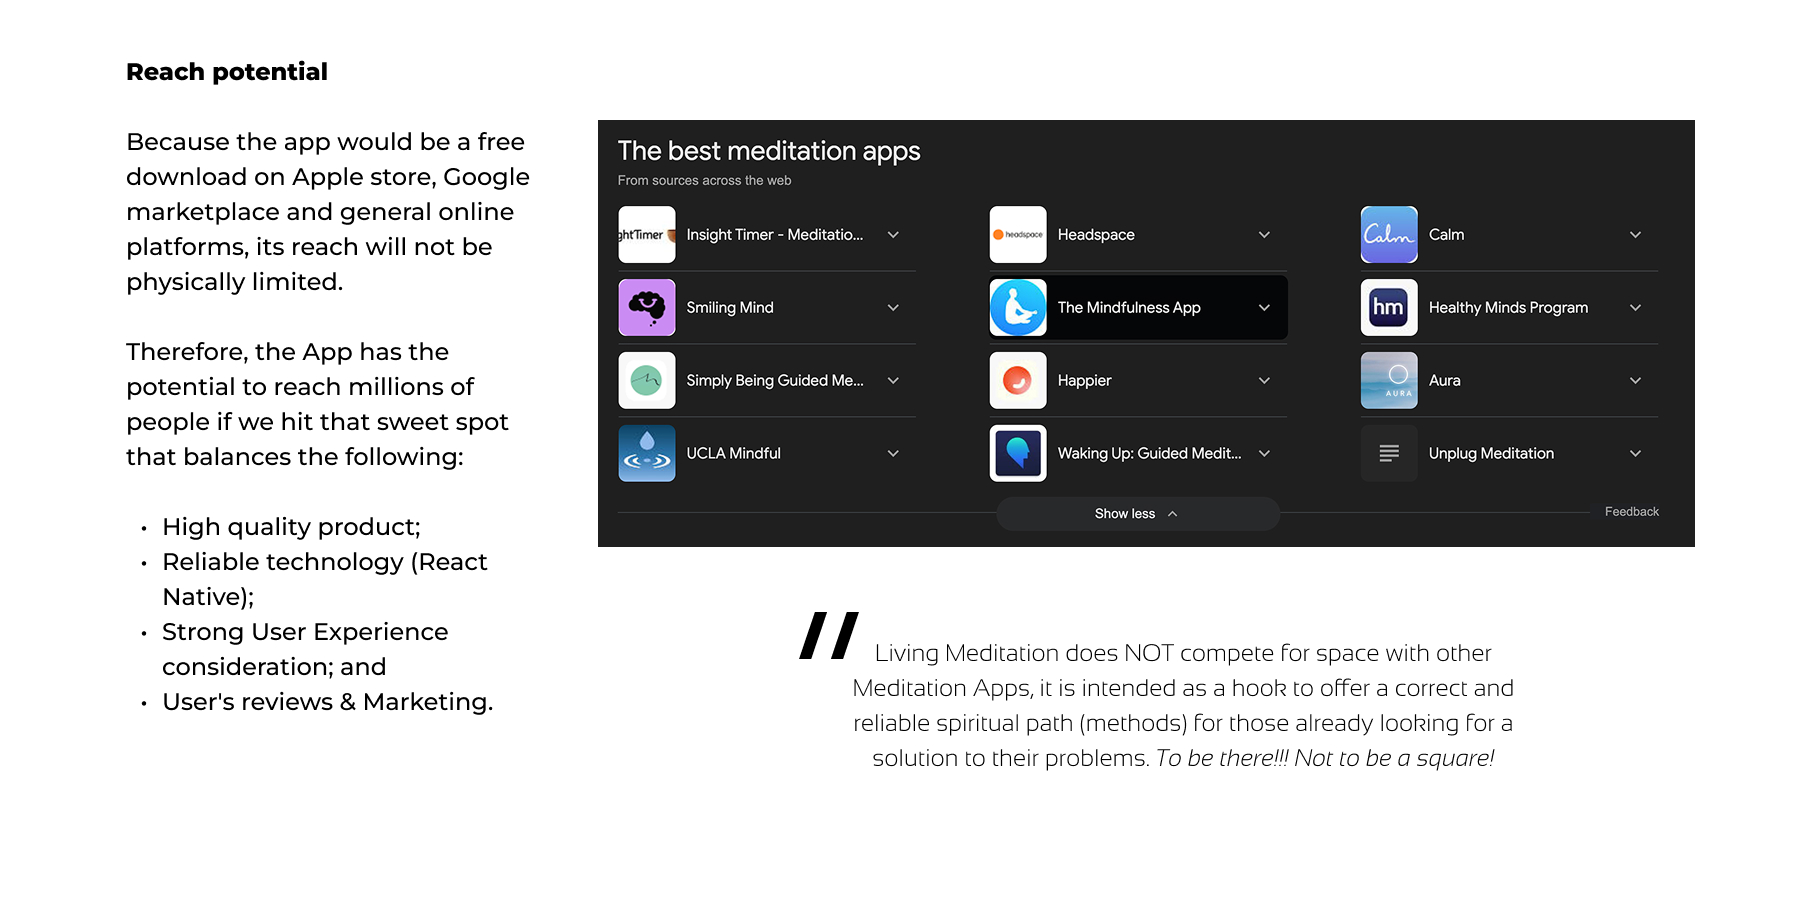 Reach potential
Because the app would be a free
download on Apple store, Google
marketplace and general online
platforms, its reach will not be
physically limited.
Therefore, the App has the
potential to reach millions of
people if we hit that sweet spot
that balances the following:
• High quality product;
• Reliable technology (React
Native);
• Strong User Experience
consideration; and
• User's reviews & Marketing.
The best meditation apps
From sources across the web
ghtTimer Insight Timer - Meditatio...
headspace Headspace
Calm Calm
Smiling Mind
The Mindfulness App
hm Healthy Minds Program
Simply Being Guided Me...
Happier
AURA Aura
UCLA Mindful
Waking Up: Guided Medit...
Unplug Meditation
Show less
Feedback
" Living Meditation does NOT compete for space with other
Meditation Apps, it is intended as a hook to offer a correct and
reliable spiritual path (methods) for those already looking for a
solution to their problems. To be there!!! Not to be a square!